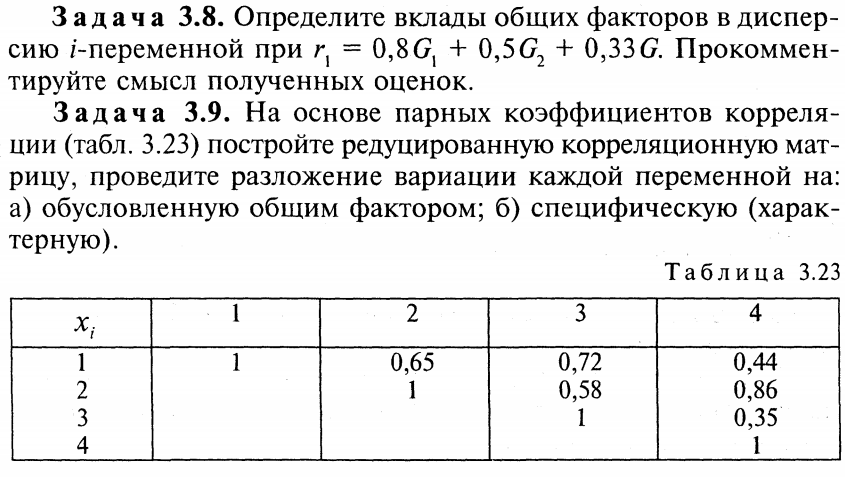 Задача 3.8. Определите вклады общих факторов в диспер-
сию i-переменной при r₁ = 0,8G₁ + 0,5G₂ + 0,33G. Прокоммен-
тируйте смысл полученных оценок.
Задача 3.9. На основе парных коэффициентов корреля-
ции (табл. 3.23) постройте редуцированную корреляционную мат-
рицу, проведите разложение вариации каждой переменной на:
а) обусловленную общим фактором; б) специфическую (харак-
терную).
Таблица 3.23
xᵢ 1 2 3 4
1 1 0,65 0,72 0,44
2 1 0,58 0,86
3 1 0,35
4 1